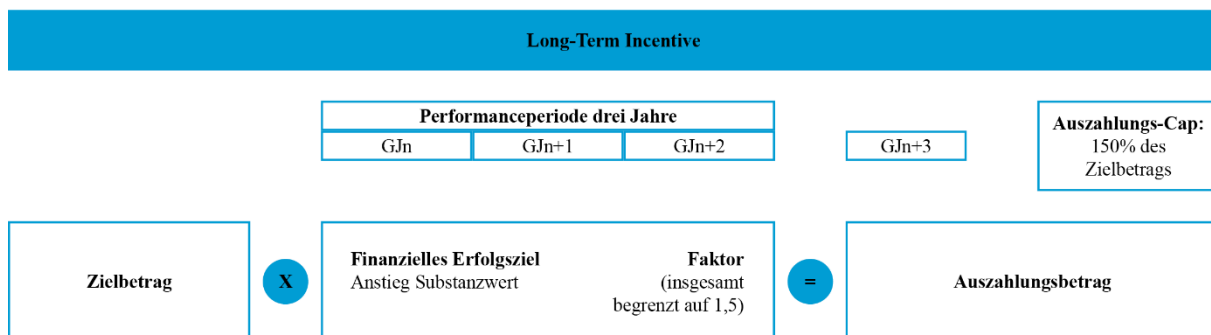 Long-Term Incentive
Performanceperiode drei Jahre
GJn GJn+1 GJn+2 GJn+3
Auszahlungs-Cap:
150% des
Zielbetrags
Zielbetrag
X
Finanzielles Erfolgsziel
Anstieg Substanzwert
Faktor
(insgesamt
begrenzt auf 1,5)
=
Auszahlungsbetrag